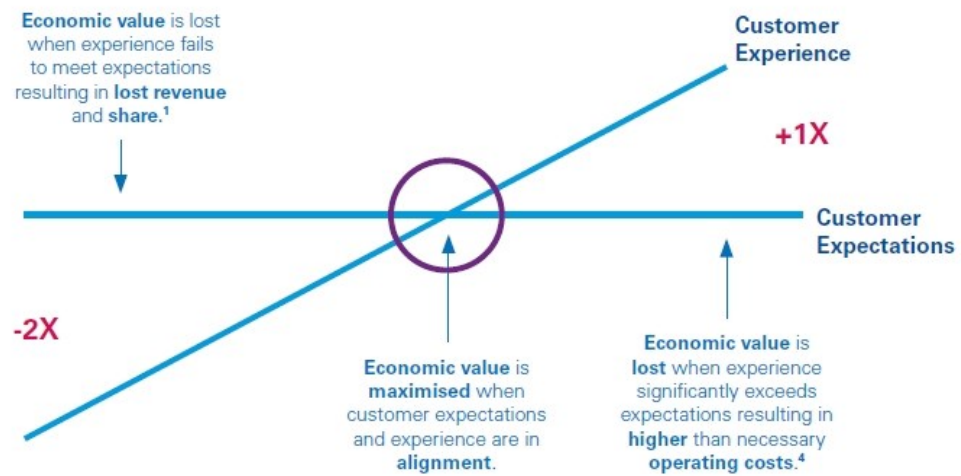 Economic value is lost
when experience fails
to meet expectations
resulting in lost revenue
and share.¹
Customer
Experience
+1X
Customer
Expectations
-2X
Economic value is
maximised when
customer expectations
and experience are in
alignment.
Economic value is
lost when experience
significantly exceeds
expectations resulting in
higher than necessary
operating costs.⁴